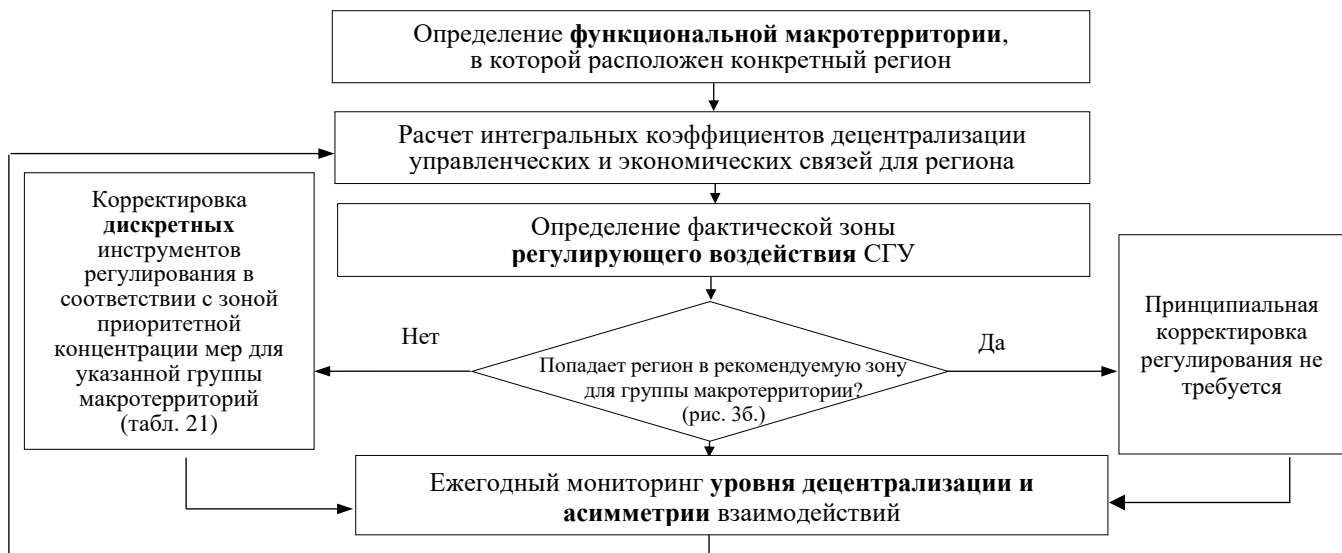 Определение функциональной макротерритории,
в которой расположен конкретный регион
Расчет интегральных коэффициентов децентрализации
управленческих и экономических связей для региона
Определение фактической зоны
регулирующего воздействия СГУ
Корректировка
дискретных
инструментов
регулирования в
соответствии с зоной
приоритетной
концентрации мер для
указанной группы
макротерриторий
(табл. 21)
Нет
Попадает регион в рекомендуемую зону
для группы макротерритории?
(рис. 3б.)
Да
Принципиальная
корректировка
регулирования не
требуется
Ежегодный мониторинг уровня децентрализации и
асимметрии взаимодействий